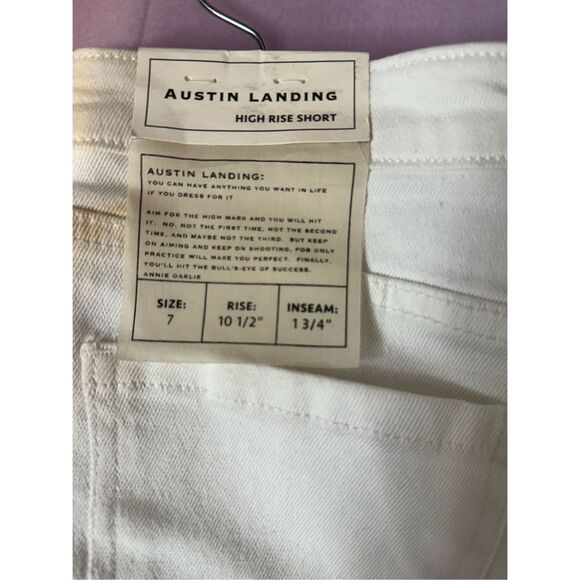 AUSTIN LANDING
HIGH RISE SHORT
AUSTIN LANDING:
YOU CAN HAVE ANYTHING YOU WANT IN LIFE
IF YOU DRESS FOR IT
AIM FOR THE HIGH MARK AND YOU WILL HIT
IT. NO, NOT THE FIRST TIME, NOT THE SECOND
TIME, AND MAYBE NOT THE THIRD. BUT KEEP
ON AIMING AND KEEP ON SHOOTING, FOR ONLY
PRACTICE WILL MAKE YOU PERFECT. FINALLY,
YOU'LL HIT THE BULL'S-EYE OF SUCCESS.
ANNIE OAKLIE
SIZE: RISE: INSEAM:
7 10 1/2" 1 3/4"